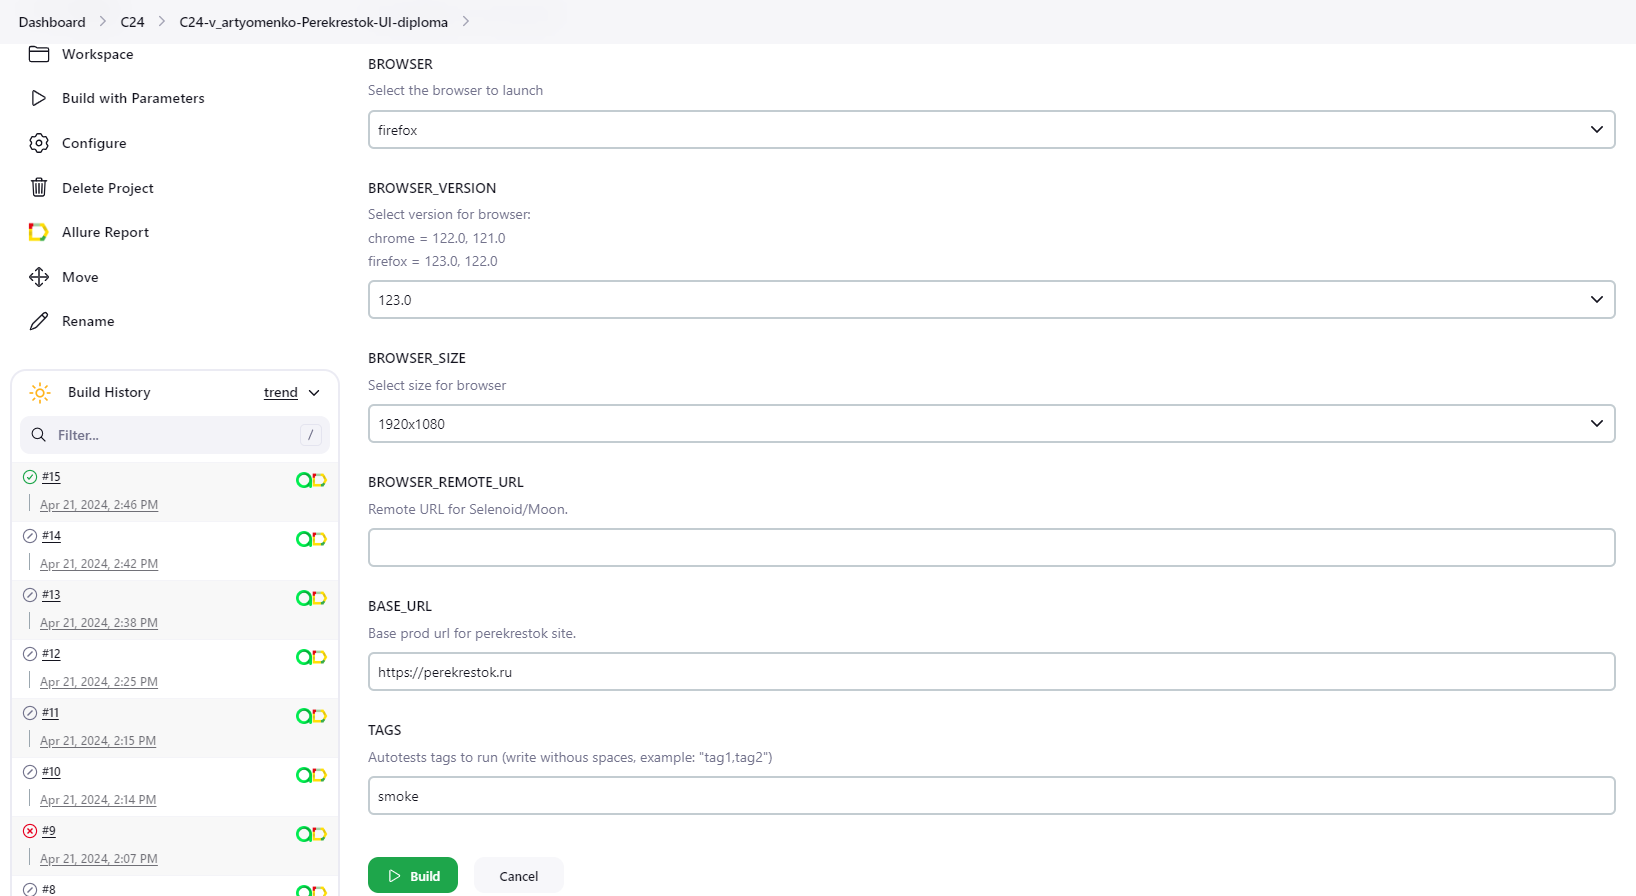 Dashboard > C24 > C24-v_artyomenko-Perekrestok-UI-diploma >
Workspace
Build with Parameters
Configure
Delete Project
Allure Report
Move
Rename
Build History
trend
Filter...
/
#15
Apr 21, 2024, 2:46 PM
#14
Apr 21, 2024, 2:42 PM
#13
Apr 21, 2024, 2:38 PM
#12
Apr 21, 2024, 2:25 PM
#11
Apr 21, 2024, 2:15 PM
#10
Apr 21, 2024, 2:14 PM
#9
Apr 21, 2024, 2:07 PM
#8
BROWSER
Select the browser to launch
firefox
BROWSER_VERSION
Select version for browser:
chrome = 122.0, 121.0
firefox = 123.0, 122.0
123.0
BROWSER_SIZE
Select size for browser
1920x1080
BROWSER_REMOTE_URL
Remote URL for Selenoid/Moon.
BASE_URL
Base prod url for perekrestok site.
https://perekrestok.ru
TAGS
Autotests tags to run (write withous spaces, example: "tag1,tag2")
smoke
Build
Cancel